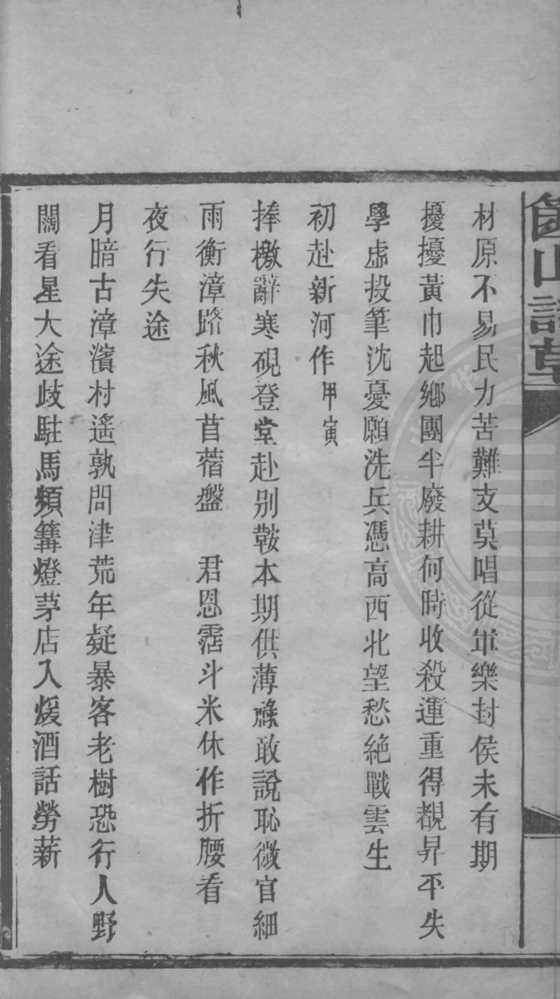 材原不易民力苦難支莫唱從軍樂封侯未有期
擾擾黃巾起鄉團半廢耕何時收殺運重得覩昇平失
學虛投筆沈憂願洗兵憑高西北望愁絕戰雲生
初赴新河作甲寅
捧檄辭寒硯登堂赴别鞍本期供薄祿敢說恥微官細
雨衡漳路秋風苜蓿盤　君恩霑斗米休作折腰看
夜行失途
月暗古漳濱村遙孰問津荒年疑暴客老樹恐行人野
闊看星大途歧駐馬頻篝燈茅店入煖酒話勞薪